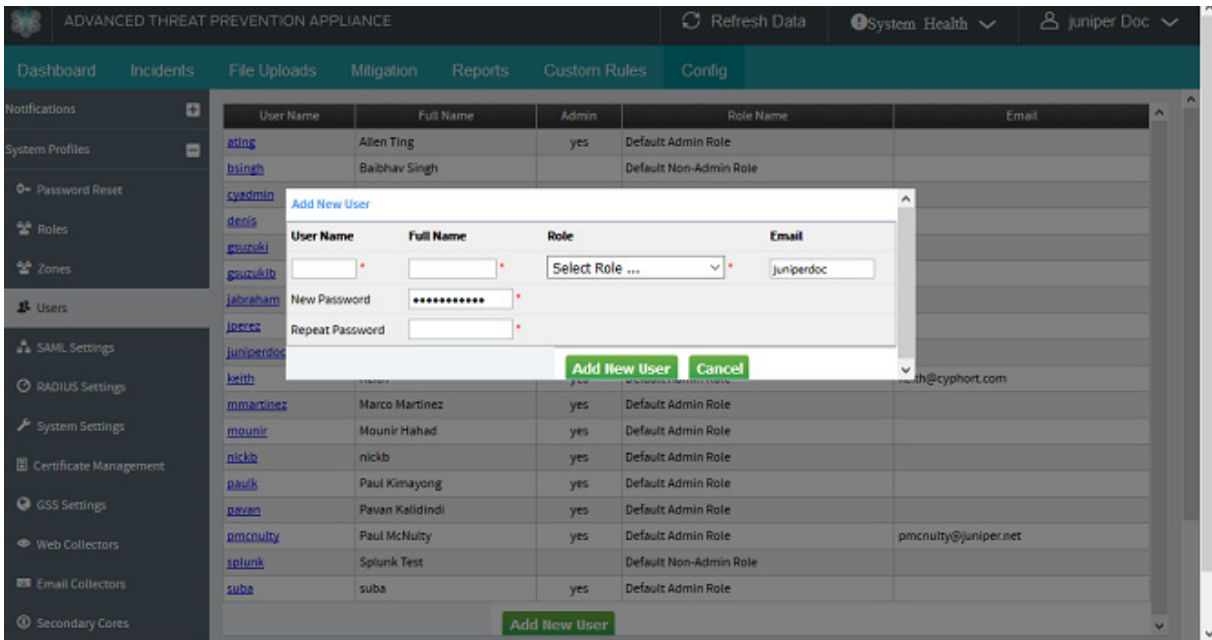 ADVANCED THREAT PREVENTION APPLIANCE
Refresh Data
System Health
juniper Doc
Dashboard Incidents File Uploads Mitigation Reports Custom Rules Config
Notifications
System Profiles
Password Reset
Roles
Zones
Users
SAML Settings
RADIUS Settings
System Settings
Certificate Management
GSS Settings
Web Collectors
Email Collectors
Secondary Cores
User Name Full Name Admin Role Name Email
ating Allen Ting yes Default Admin Role
bsingh Baibhav Singh Default Non-Admin Role
cyadmin
denis
gsuzuki
gsuzukib
jabraham
jperez
juniperdoc
keith keith@cyphort.com
mmartinez Marco Martinez yes Default Admin Role
mounir Mounir Hahad yes Default Admin Role
nickb nickb yes Default Admin Role
paulk Paul Kimayong yes Default Admin Role
pavan Pavan Kalidindi yes Default Admin Role
pmcnulty Paul McNulty yes Default Admin Role pmcnulty@juniper.net
splunk Splunk Test Default Non-Admin Role
suba suba yes Default Admin Role
Add New User
Add New User
User Name Full Name Role Email
* * Select Role ... * juniperdoc
New Password ••••••••••• *
Repeat Password *
Add New User Cancel